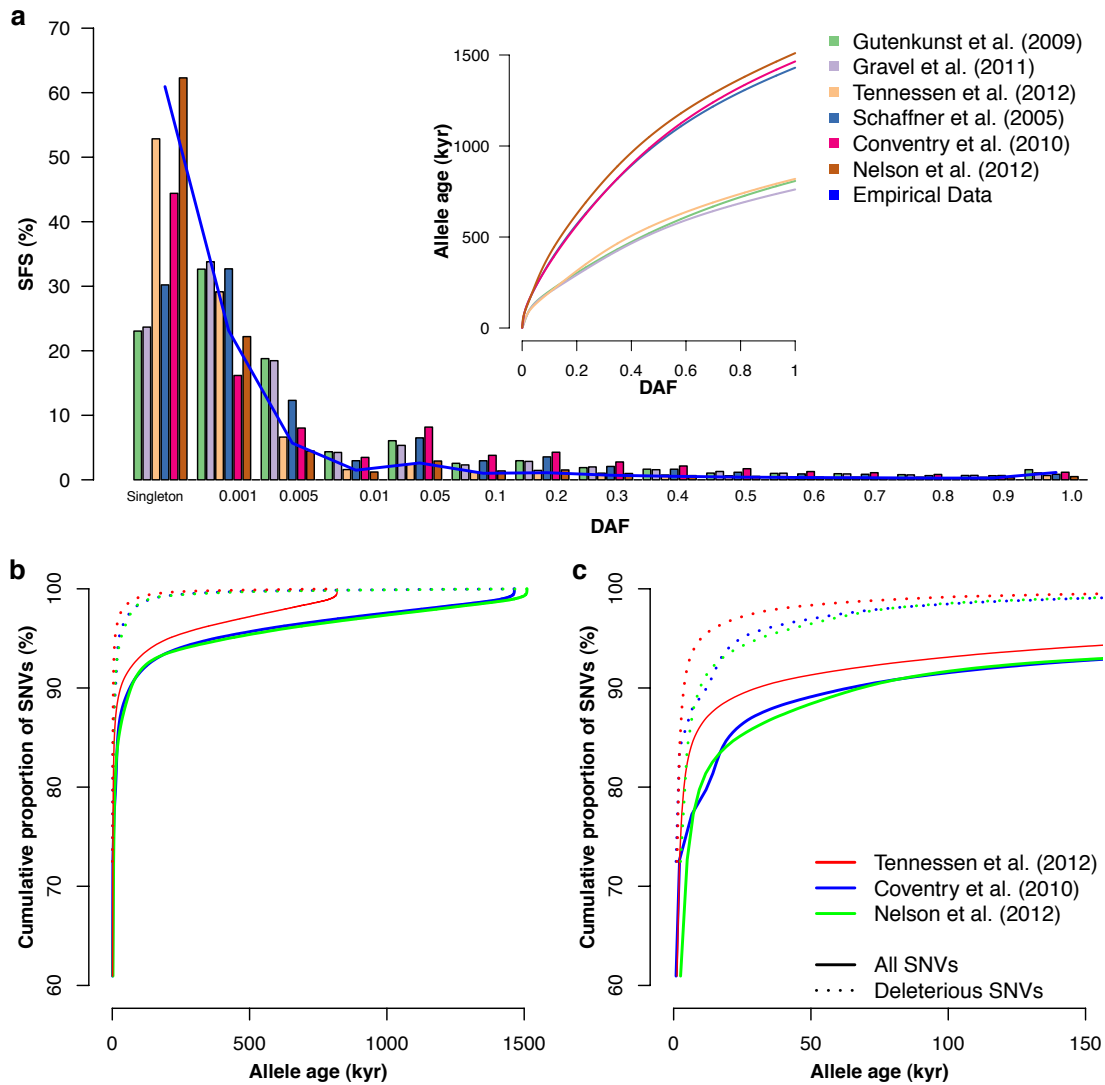 a
70
60
50
40
30
20
10
0
SFS (%)
Singleton 0.001 0.005 0.01 0.05 0.1 0.2 0.3 0.4 0.5 0.6 0.7 0.8 0.9 1.0
DAF
1500
1000
500
0
Allele age (kyr)
0 0.2 0.4 0.6 0.8 1
DAF
Gutenkunst et al. (2009)
Gravel et al. (2011)
Tennessen et al. (2012)
Schaffner et al. (2005)
Conventry et al. (2010)
Nelson et al. (2012)
Empirical Data
b
100
90
80
70
60
Cumulative proportion of SNVs (%)
0 500 1000 1500
Allele age (kyr)
c
100
90
80
70
60
Cumulative proportion of SNVs (%)
Tennessen et al. (2012)
Coventry et al. (2010)
Nelson et al. (2012)
All SNVs
Deleterious SNVs
0 50 100 150
Allele age (kyr)